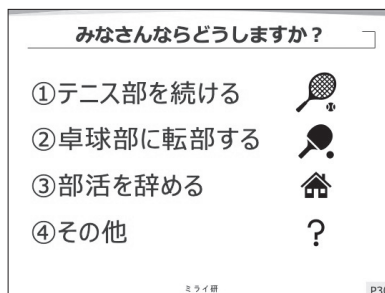 みなさんならどうしますか？
①テニス部を続ける
②卓球部に転部する
③部活を辞める
④その他
?
ミライ研
P30